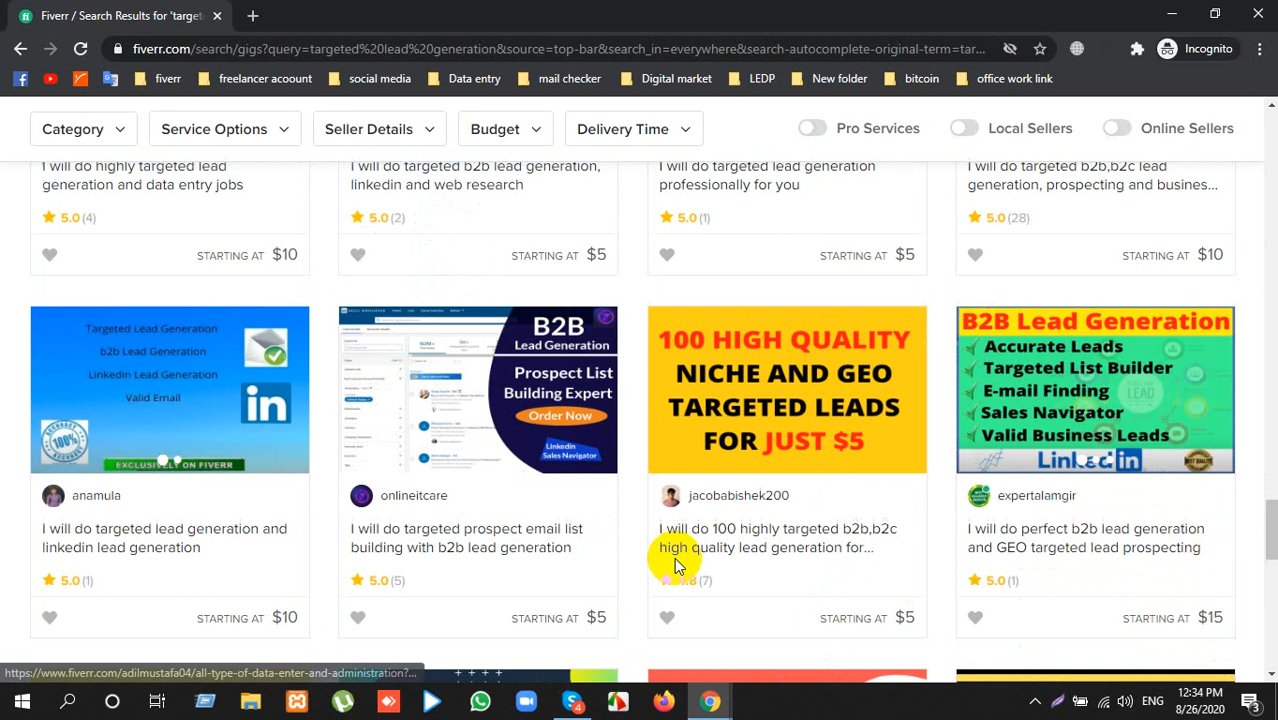 Fiverr / Search Results for 'targete
fiverr.com/search/gigs?query=targeted%20lead%20generation&source=top-bar&search_in=everywhere&search-autocomplete-original-term=tar...
Incognito
fiverr
freelancer acount
social media
Data entry
mail checker
Digital market
LEDP
New folder
bitcoin
office work link
Category
Service Options
Seller Details
Budget
Delivery Time
Pro Services
Local Sellers
Online Sellers
I will do highly targeted lead
generation and data entry jobs
I will do targeted b2b lead generation,
linkedin and web research
I will do targeted lead generation
professionally for you
I will do targeted b2b,b2c lead
generation, prospecting and busines...
5.0 (4)
5.0 (2)
5.0 (1)
5.0 (28)
STARTING AT $10
STARTING AT $5
STARTING AT $5
STARTING AT $10
Targeted Lead Generation
b2b Lead Generation
Linkedin Lead Generation
Valid Email
in
EXCLUSIVE ON FIVERR
B2B
Lead Generation
Prospect List
Building Expert
Order Now
Linkedin
Sales Navigator
100 HIGH QUALITY
NICHE AND GEO
TARGETED LEADS
FOR JUST $5
B2B Lead Generation
Accurate Leads
Targeted List Builder
E-mail Finding
Sales Navigator
Valid Business Leads
Linked in
anamula
onlineitcare
jacobabishek200
expertalamgir
I will do targeted lead generation and
linkedin lead generation
I will do targeted prospect email list
building with b2b lead generation
I will do 100 highly targeted b2b,b2c
high quality lead generation for...
I will do perfect b2b lead generation
and GEO targeted lead prospecting
5.0 (1)
5.0 (5)
4.8 (7)
5.0 (1)
STARTING AT $10
STARTING AT $5
STARTING AT $5
STARTING AT $15
https://www.fiverr.com/adilmustafa04/all-type-of-data-enter-and-administration?...
4
ENG
12:34 PM
8/26/2020
3